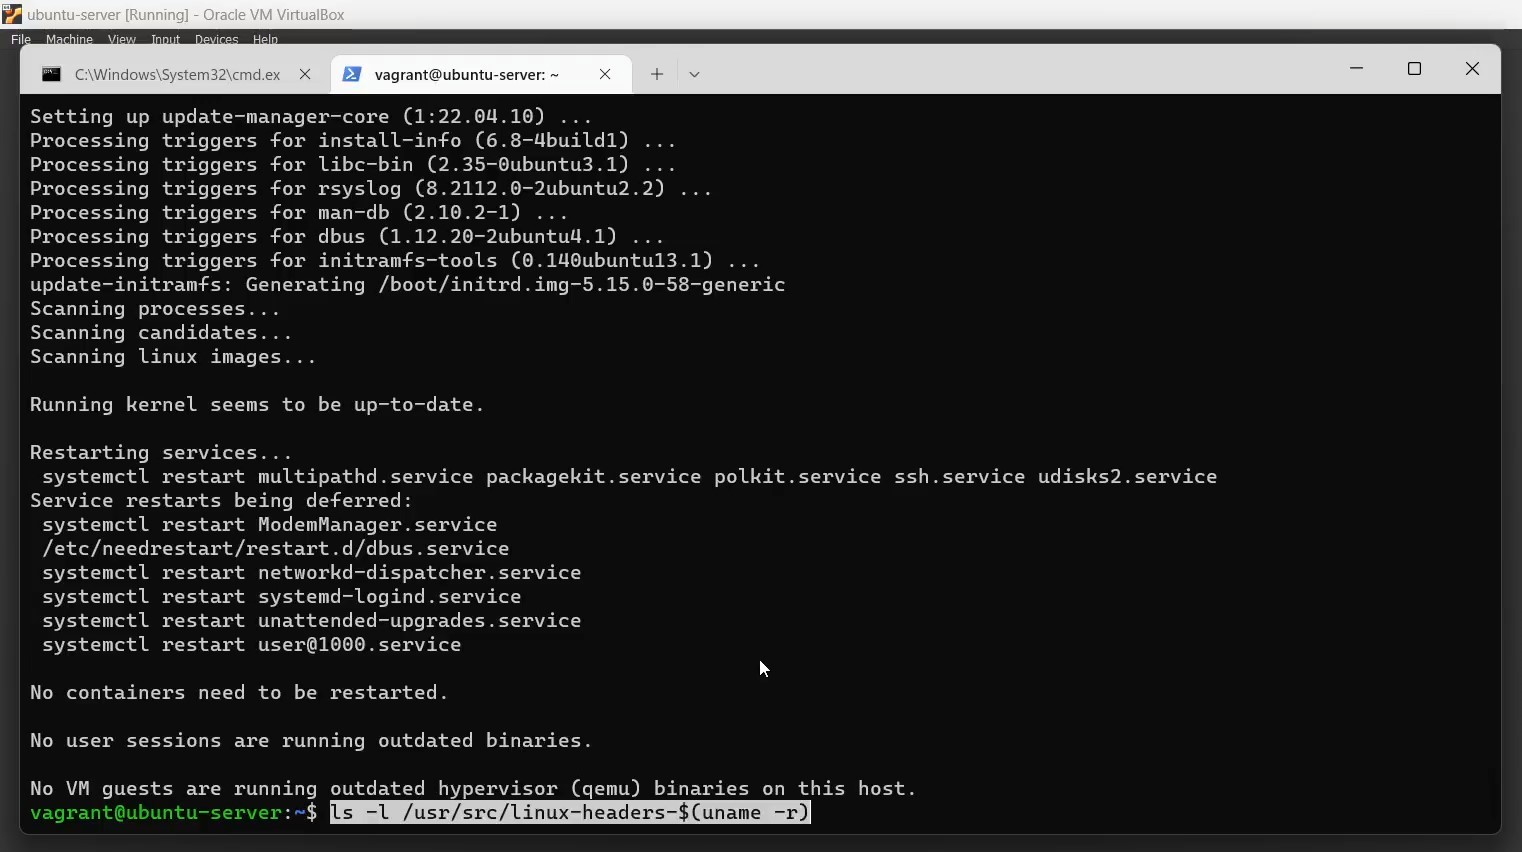 ubuntu-server [Running] - Oracle VM VirtualBox
File Machine View Input Devices Help
C:\Windows\System32\cmd.ex vagrant@ubuntu-server: ~
Setting up update-manager-core (1:22.04.10) ...
Processing triggers for install-info (6.8-4build1) ...
Processing triggers for libc-bin (2.35-0ubuntu3.1) ...
Processing triggers for rsyslog (8.2112.0-2ubuntu2.2) ...
Processing triggers for man-db (2.10.2-1) ...
Processing triggers for dbus (1.12.20-2ubuntu4.1) ...
Processing triggers for initramfs-tools (0.140ubuntu13.1) ...
update-initramfs: Generating /boot/initrd.img-5.15.0-58-generic
Scanning processes...
Scanning candidates...
Scanning linux images...
Running kernel seems to be up-to-date.
Restarting services...
systemctl restart multipathd.service packagekit.service polkit.service ssh.service udisks2.service
Service restarts being deferred:
systemctl restart ModemManager.service
/etc/needrestart/restart.d/dbus.service
systemctl restart networkd-dispatcher.service
systemctl restart systemd-logind.service
systemctl restart unattended-upgrades.service
systemctl restart user@1000.service
No containers need to be restarted.
No user sessions are running outdated binaries.
No VM guests are running outdated hypervisor (qemu) binaries on this host.
vagrant@ubuntu-server:~$ ls -l /usr/src/linux-headers-$(uname -r)